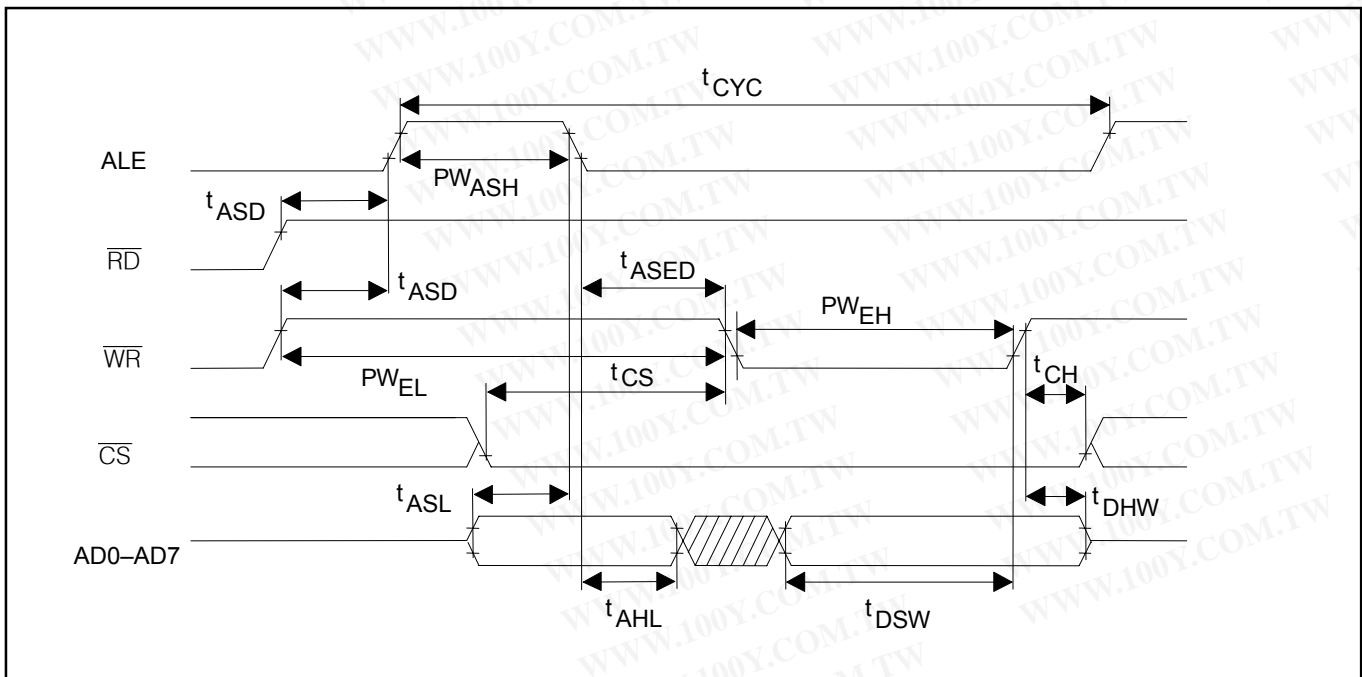 tCYC
ALE
PWASH
tASD
RD
tASED
tASD
PWEH
WR
tCH
PWEL
tCS
CS
tASL
tDHW
AD0–AD7
tAHL
tDSW
WWW.100Y.COM.TW